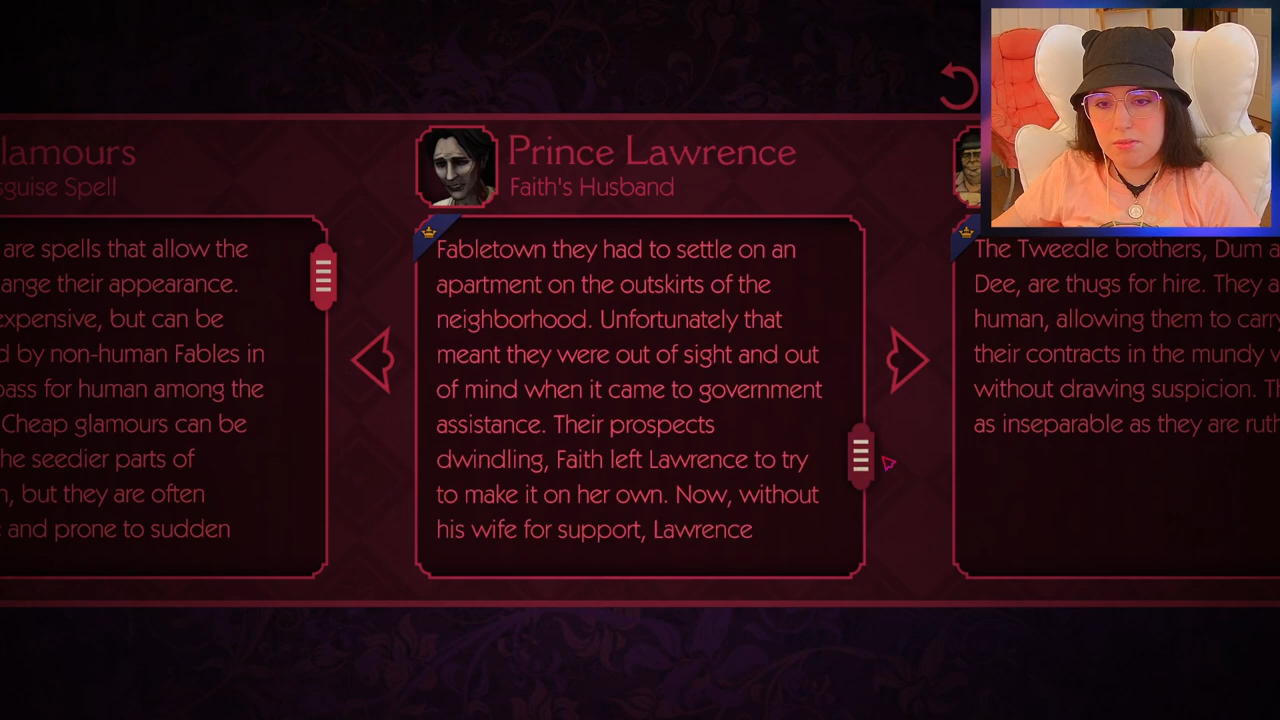 lamours
sguise Spell
are spells that allow the
ange their appearance.
expensive, but can be
d by non-human Fables in
pass for human among the
Cheap glamours can be
he seedier parts of
n, but they are often
and prone to sudden
Prince Lawrence
Faith's Husband
Fabletown they had to settle on an
apartment on the outskirts of the
neighborhood. Unfortunately that
meant they were out of sight and out
of mind when it came to government
assistance. Their prospects
dwindling, Faith left Lawrence to try
to make it on her own. Now, without
his wife for support, Lawrence
The Tweedle brothers, Dum a
Dee, are thugs for hire. They a
human, allowing them to carry
their contracts in the mundy w
without drawing suspicion. Th
as inseparable as they are ruth